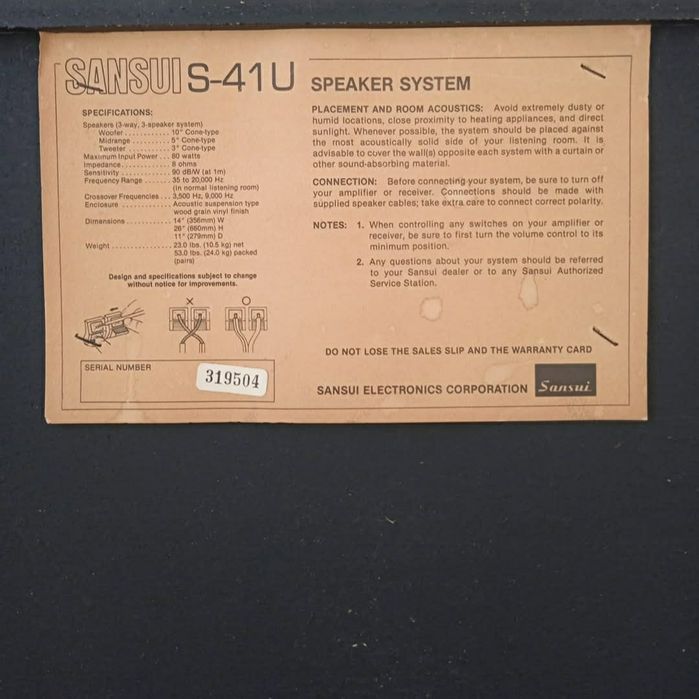 SANSUI S-41U SPEAKER SYSTEM
SPECIFICATIONS:
Speakers (3-way, 3-speaker system)
Woofer ............ 10" Cone-type
Midrange .......... 5" Cone-type
Tweeter ........... 3" Cone-type
Maximum Input Power ... 80 watts
Impedance ............. 8 ohms
Sensitivity ............ 90 dB/W (at 1m)
Frequency Range ....... 35 to 20,000 Hz
(in normal listening room)
Crossover Frequencies ... 3,500 Hz, 9,000 Hz
Enclosure ............. Acoustic suspension type
wood grain vinyl finish
Dimensions ............ 14" (356mm) W
26" (660mm) H
11" (279mm) D
Weight ................ 23.0 lbs. (10.5 kg) net
53.0 lbs. (24.0 kg) packed
(pairs)
Design and specifications subject to change
without notice for improvements.
SERIAL NUMBER
319504
PLACEMENT AND ROOM ACOUSTICS: Avoid extremely dusty or
humid locations, close proximity to heating appliances, and direct
sunlight. Whenever possible, the system should be placed against
the most acoustically solid side of your listening room. It is
advisable to cover the wall(s) opposite each system with a curtain or
other sound-absorbing material.
CONNECTION: Before connecting your system, be sure to turn off
your amplifier or receiver. Connections should be made with
supplied speaker cables; take extra care to connect correct polarity.
NOTES: 1. When controlling any switches on your amplifier or
receiver, be sure to first turn the volume control to its
minimum position.
2. Any questions about your system should be referred
to your Sansui dealer or to any Sansui Authorized
Service Station.
DO NOT LOSE THE SALES SLIP AND THE WARRANTY CARD
SANSUI ELECTRONICS CORPORATION Sansui